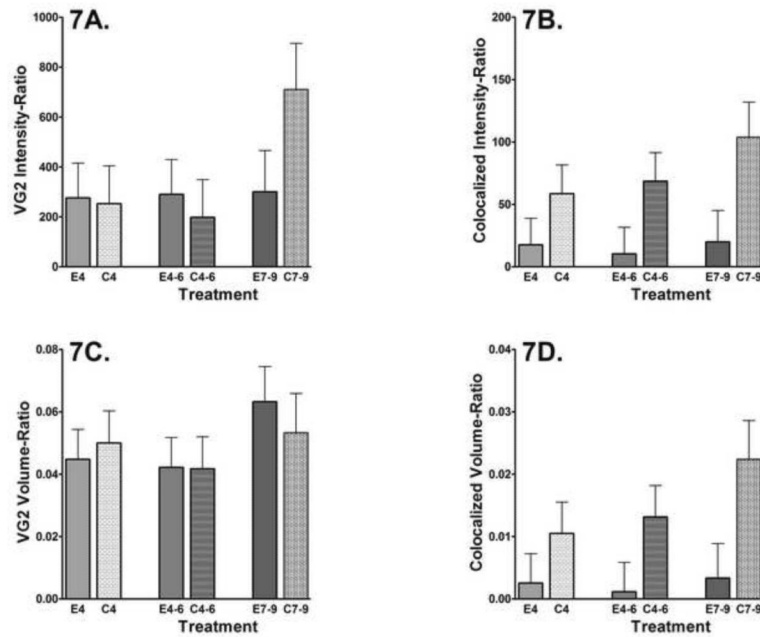 7A.
VG2 Intensity-Ratio
1000
800
600
400
200
0
E4 C4 E4-6 C4-6 E7-9 C7-9
Treatment
7B.
Colocalized Intensity-Ratio
200
150
100
50
0
E4 C4 E4-6 C4-6 E7-9 C7-9
Treatment
7C.
VG2 Volume-Ratio
0.08
0.06
0.04
0.02
0.00
E4 C4 E4-6 C4-6 E7-9 C7-9
Treatment
7D.
Colocalized Volume-Ratio
0.04
0.03
0.02
0.01
0.00
E4 C4 E4-6 C4-6 E7-9 C7-9
Treatment